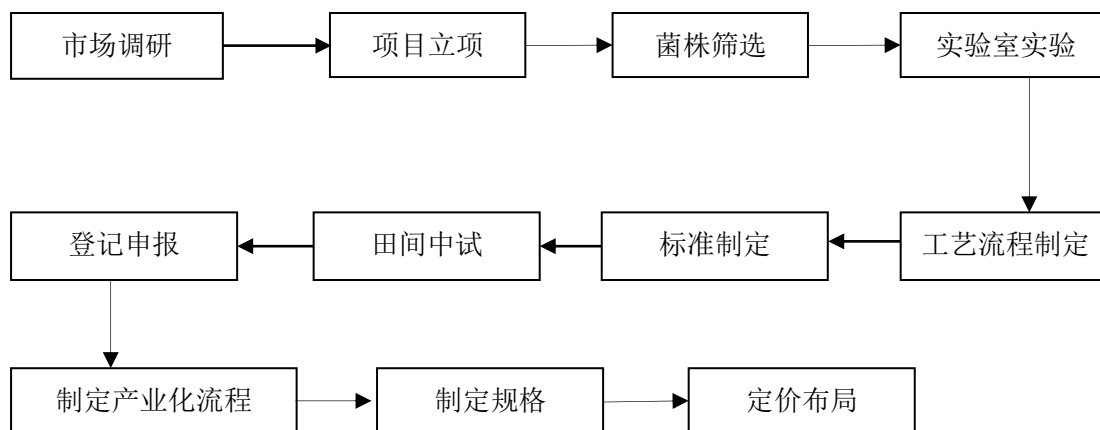 市场调研
项目立项
菌株筛选
实验室实验
工艺流程制定
标准制定
田间中试
登记申报
制定产业化流程
制定规格
定价布局